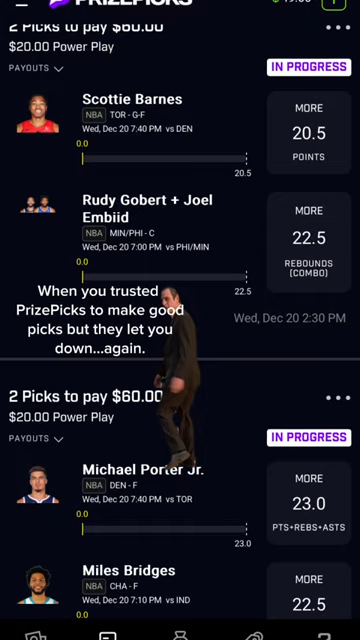 PRIZEPICKS
2 Picks to pay $60.00
$20.00 Power Play
PAYOUTS
IN PROGRESS
Scottie Barnes
NBA TOR - G-F
Wed, Dec 20 7:40 PM vs DEN
0.0
20.5
MORE
20.5
POINTS
Rudy Gobert + Joel
Embiid
NBA MIN/PHI - C
Wed, Dec 20 7:00 PM vs PHI/MIN
0.0
22.5
MORE
22.5
REBOUNDS
(COMBO)
When you trusted
PrizePicks to make good
picks but they let you
down...again.
Wed, Dec 20 2:30 PM
2 Picks to pay $60.00
$20.00 Power Play
PAYOUTS
IN PROGRESS
Michael Porter Jr.
NBA DEN - F
Wed, Dec 20 7:40 PM vs TOR
0.0
23.0
MORE
23.0
PTS+REBS+ASTS
Miles Bridges
NBA CHA - F
Wed, Dec 20 7:10 PM vs IND
0.0
MORE
22.5